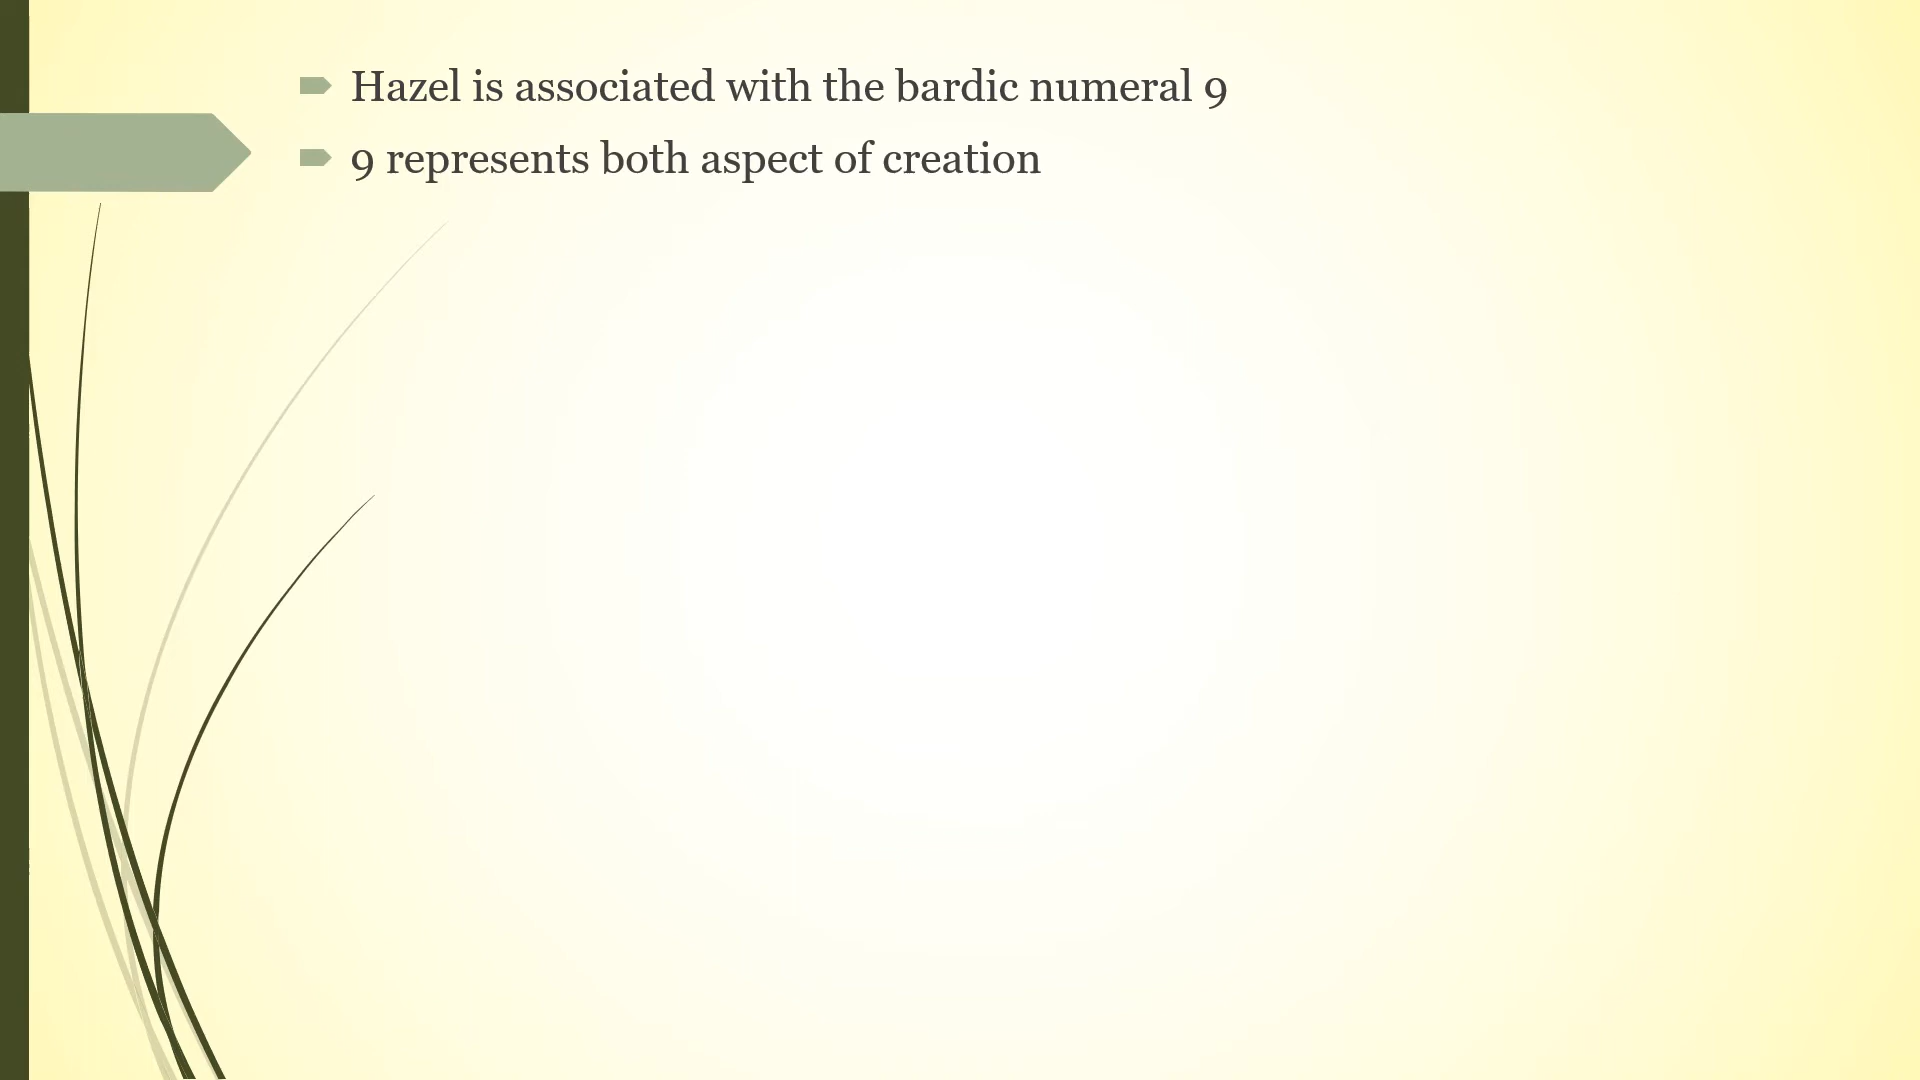 Hazel is associated with the bardic numeral 9
9 represents both aspect of creation